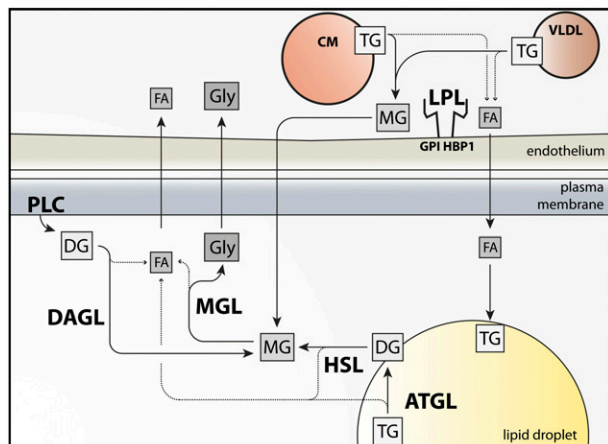 CM
TG
TG
VLDL
FA
Gly
MG
LPL
FA
GPI HBP1
endothelium
plasma
membrane
PLC
DG
FA
Gly
FA
DAGL
MGL
MG
HSL
DG
TG
ATGL
TG
lipid droplet